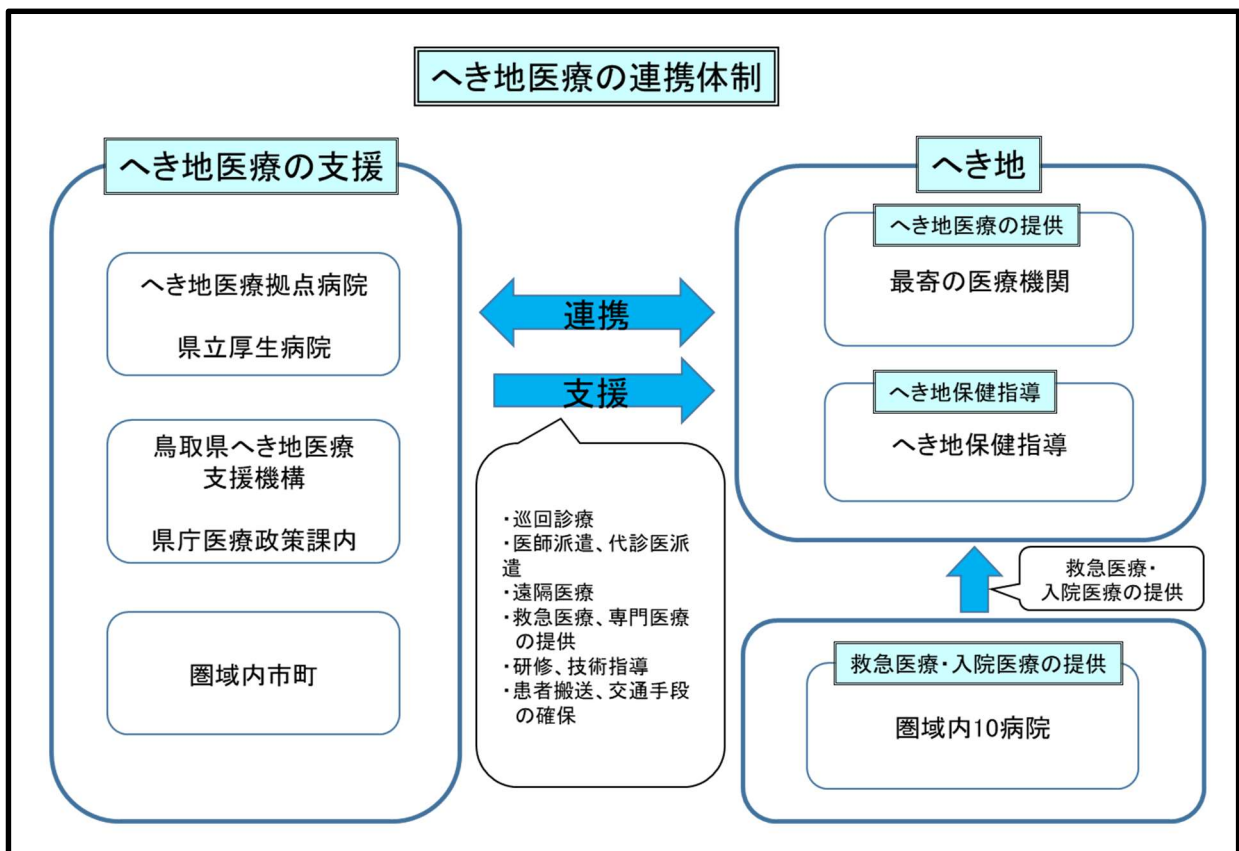 へき地医療の連携体制
へき地医療の支援
へき地医療拠点病院
県立厚生病院
鳥取県へき地医療
支援機構
県庁医療政策課内
圏域内市町
連携
支援
・巡回診療
・医師派遣、代診医派
遣
・遠隔医療
・救急医療、専門医療
の提供
・研修、技術指導
・患者搬送、交通手段
の確保
へき地
へき地医療の提供
最寄の医療機関
へき地保健指導
へき地保健指導
救急医療・
入院医療の提供
救急医療・入院医療の提供
圏域内10病院